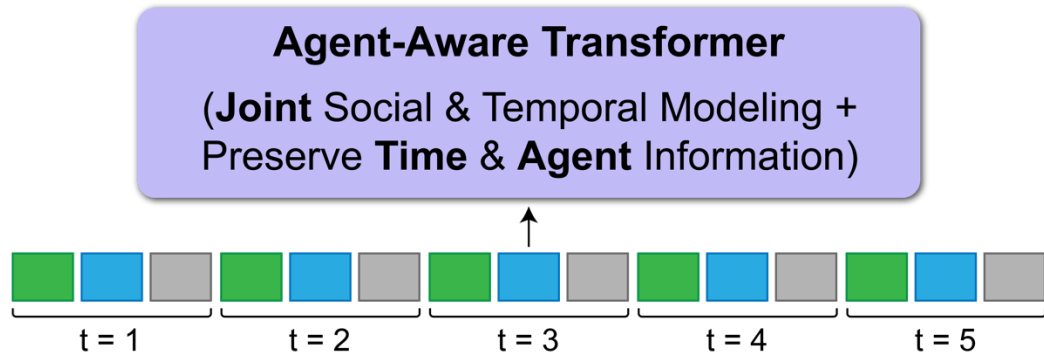 Agent-Aware Transformer
(Joint Social & Temporal Modeling +
Preserve Time & Agent Information)
t = 1
t = 2
t = 3
t = 4
t = 5